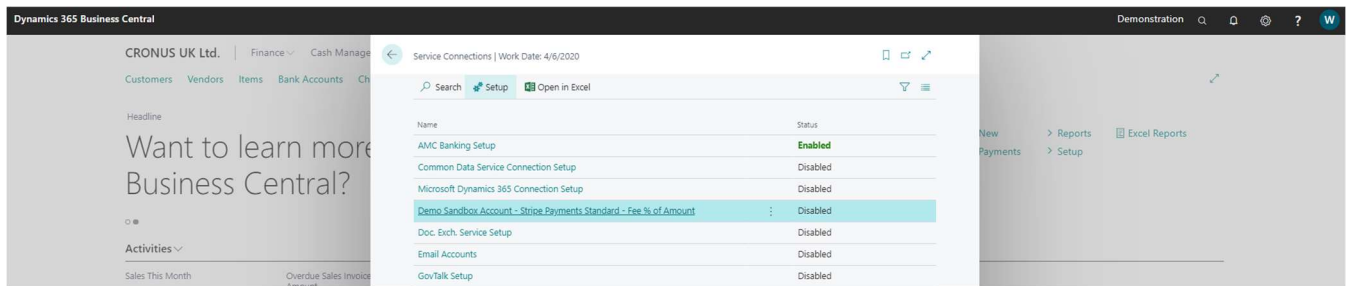 Dynamics 365 Business Central
Demonstration
?
W
CRONUS UK Ltd.
Finance
Cash Manage
Customers
Vendors
Items
Bank Accounts
Ch
Headline
Want to learn more
Business Central?
Activities
Sales This Month
Overdue Sales Invoice
Amount
Service Connections | Work Date: 4/6/2020
Search
Setup
Open in Excel
Name
Status
AMC Banking Setup
Enabled
Common Data Service Connection Setup
Disabled
Microsoft Dynamics 365 Connection Setup
Disabled
Demo Sandbox Account - Stripe Payments Standard - Fee % of Amount
Disabled
Doc. Exch. Service Setup
Disabled
Email Accounts
Disabled
GovTalk Setup
Disabled
New
> Reports
Excel Reports
Payments
> Setup